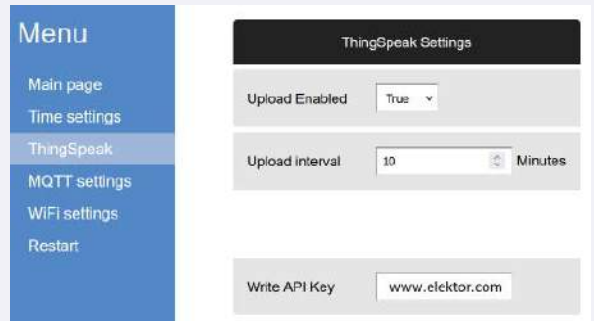 Menu
Main page
Time settings
ThingSpeak
MQTT settings
WiFi settings
Restart
ThingSpeak Settings
Upload Enabled True
Upload interval 10 Minutes
Write API Key www.elektor.com